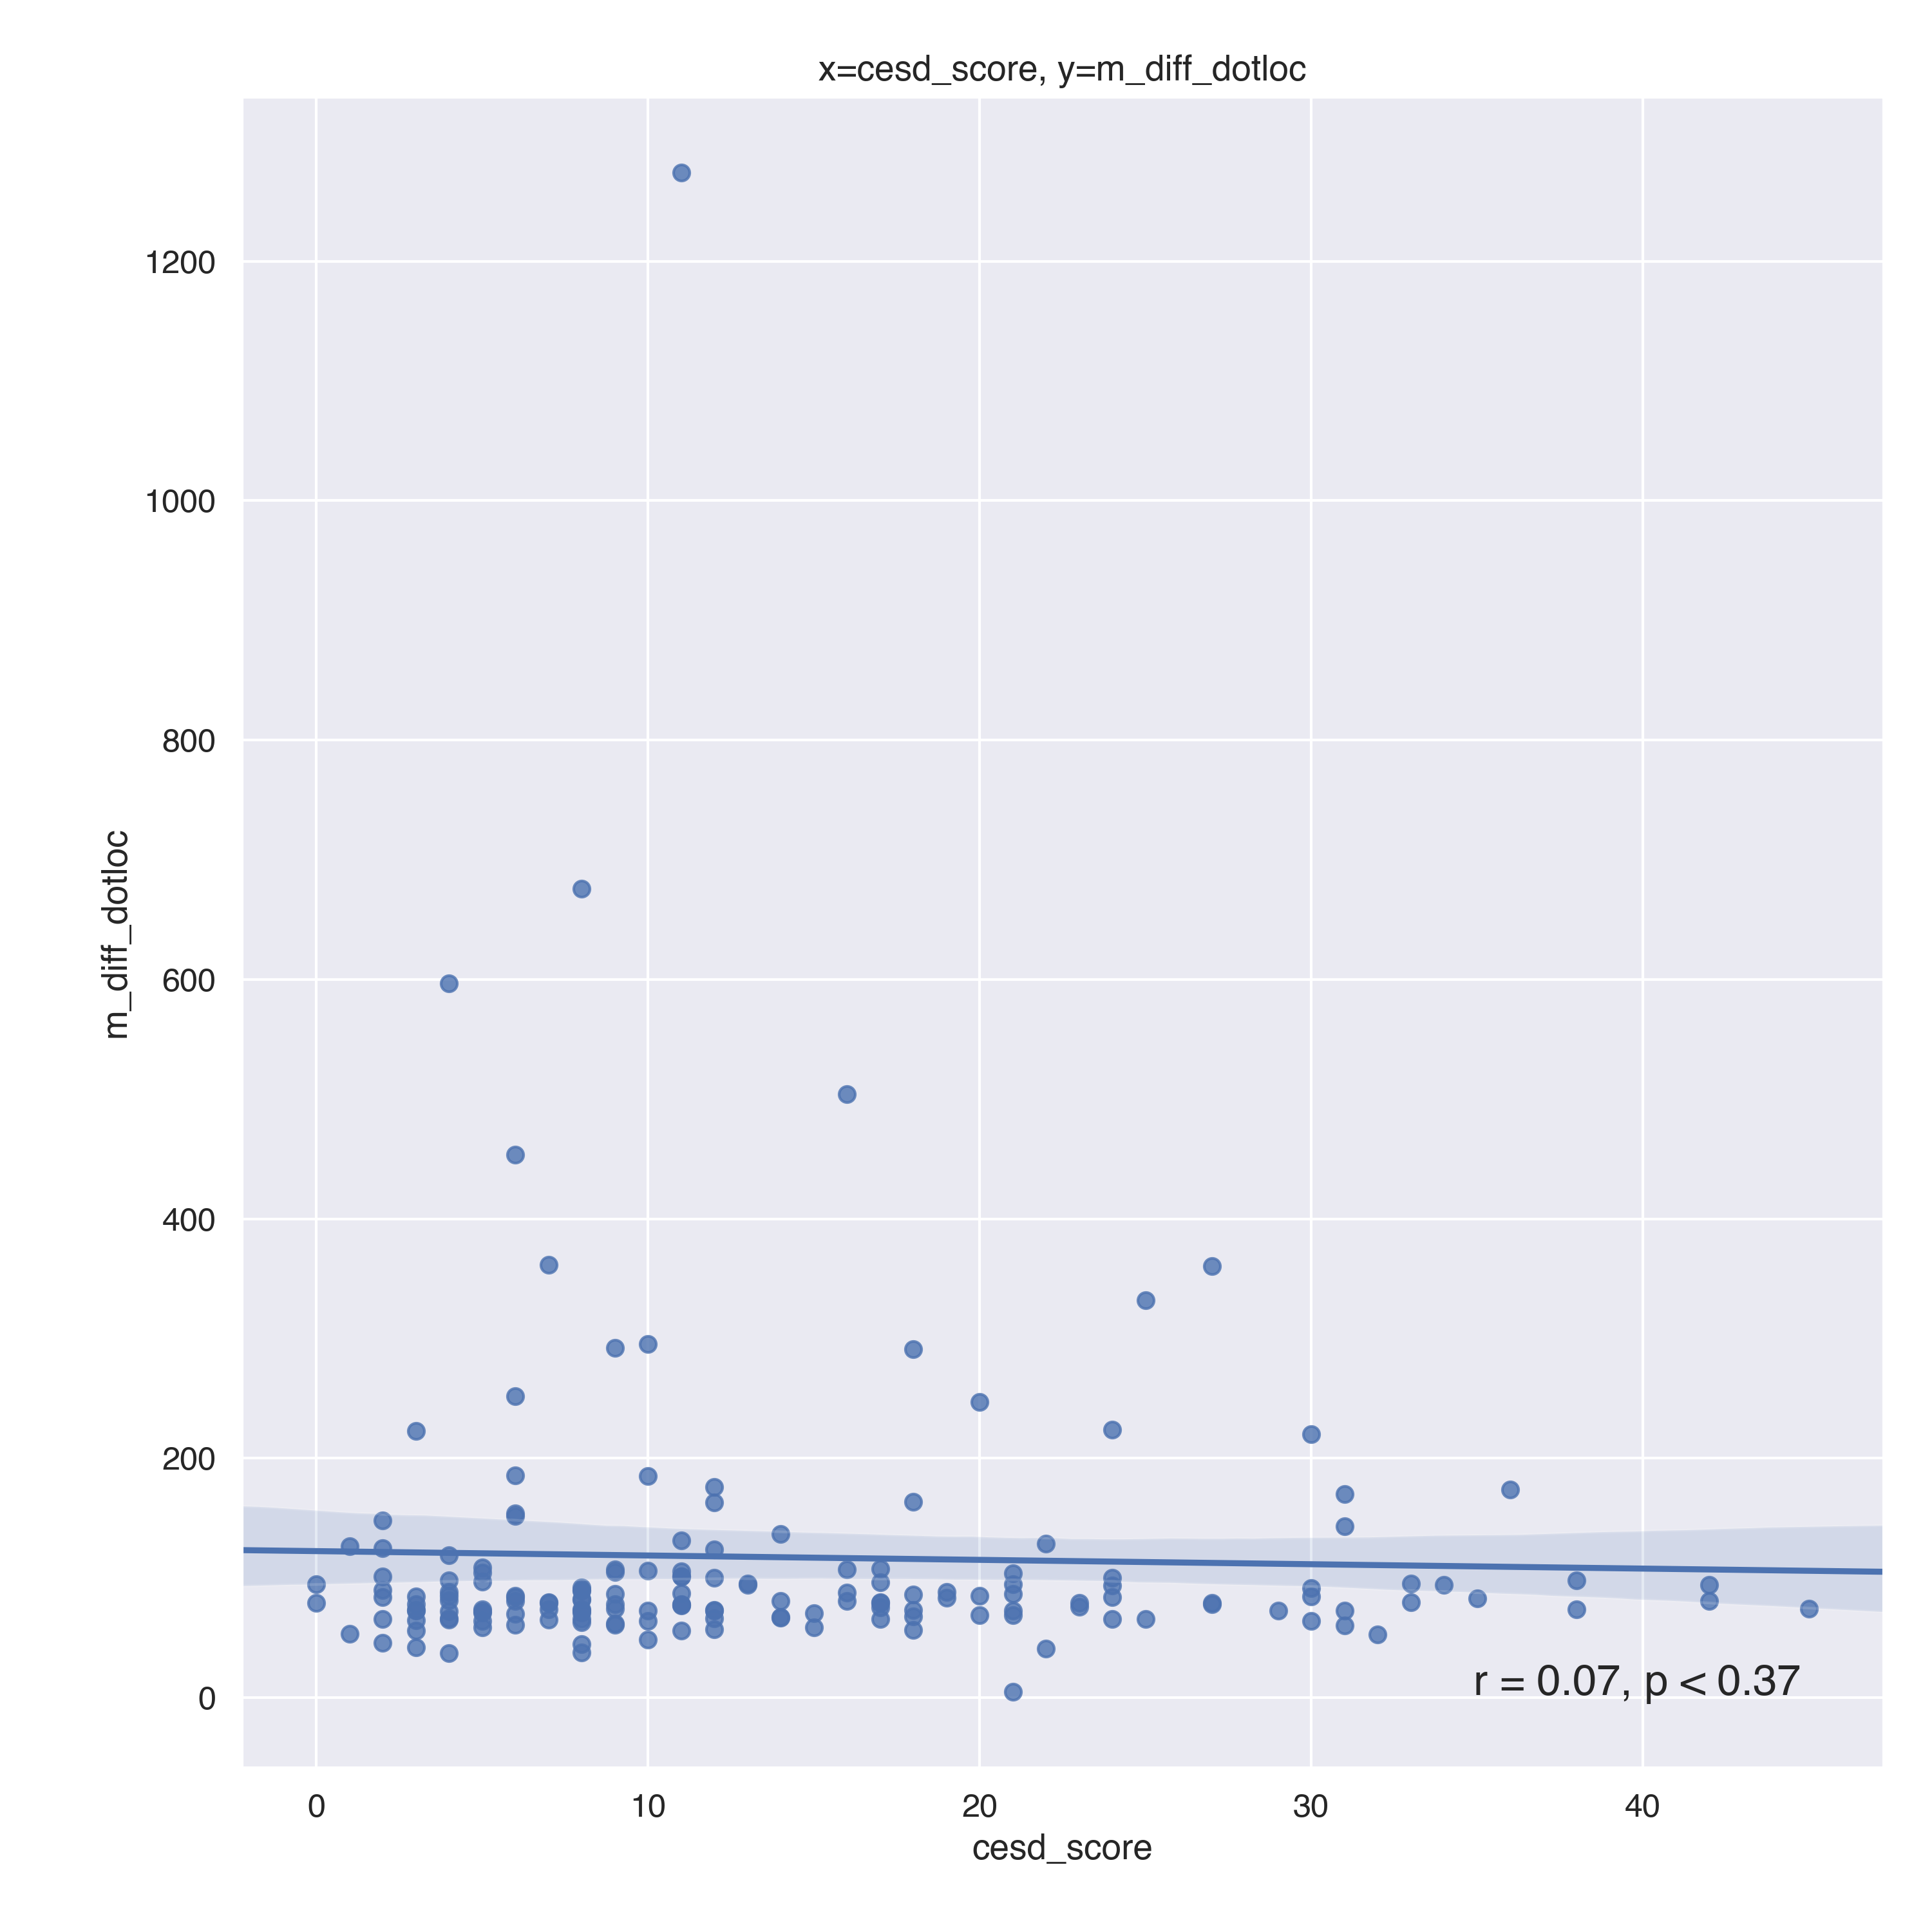 x=cesd_score, y=m_diff_dotloc
1200
1000
800
600
400
200
0
m_diff_dotloc
r = 0.07, p < 0.37
0 10 20 30 40
cesd_score